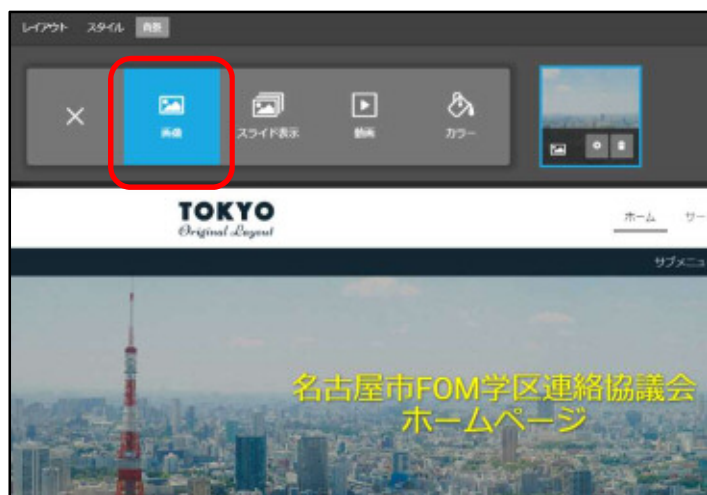 レイアウト スタイル 背景
画像 スライド表示 動画 カラー
TOKYO
Original Layout
ホーム サー
サブメニュ
名古屋市FOM学区連絡協議会
ホームページ